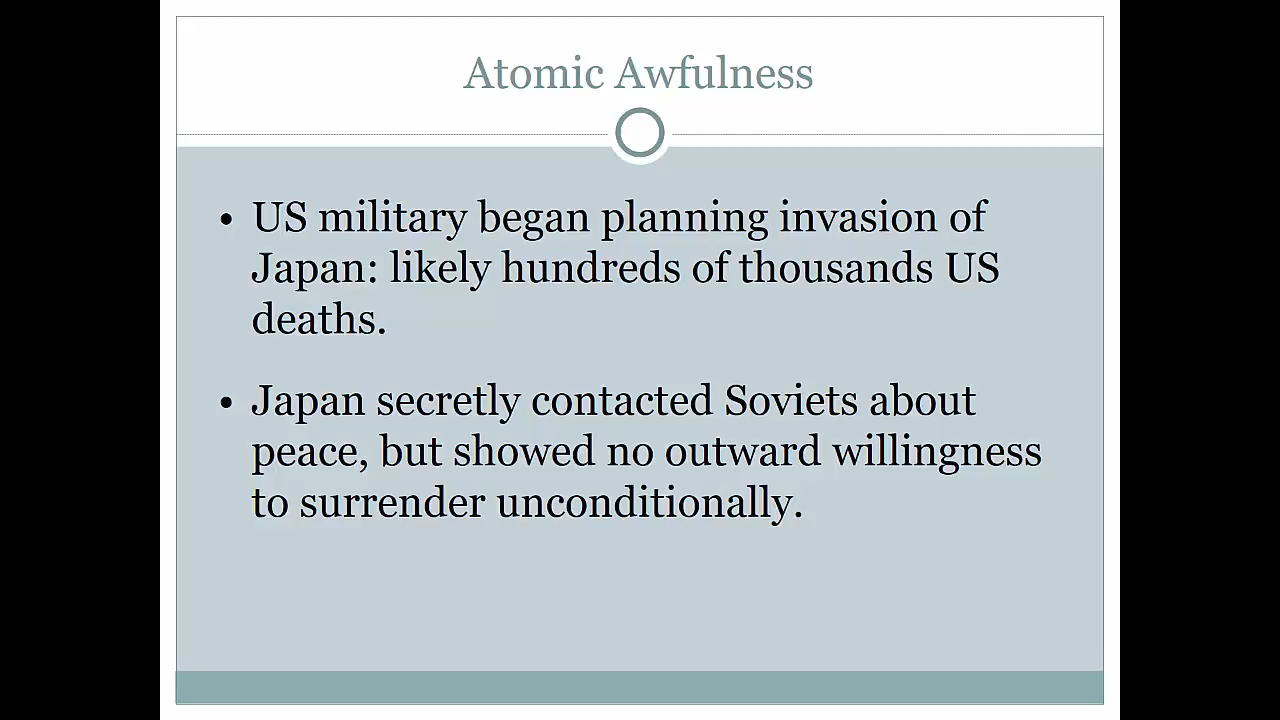 Atomic Awfulness
• US military began planning invasion of
Japan: likely hundreds of thousands US
deaths.
• Japan secretly contacted Soviets about
peace, but showed no outward willingness
to surrender unconditionally.